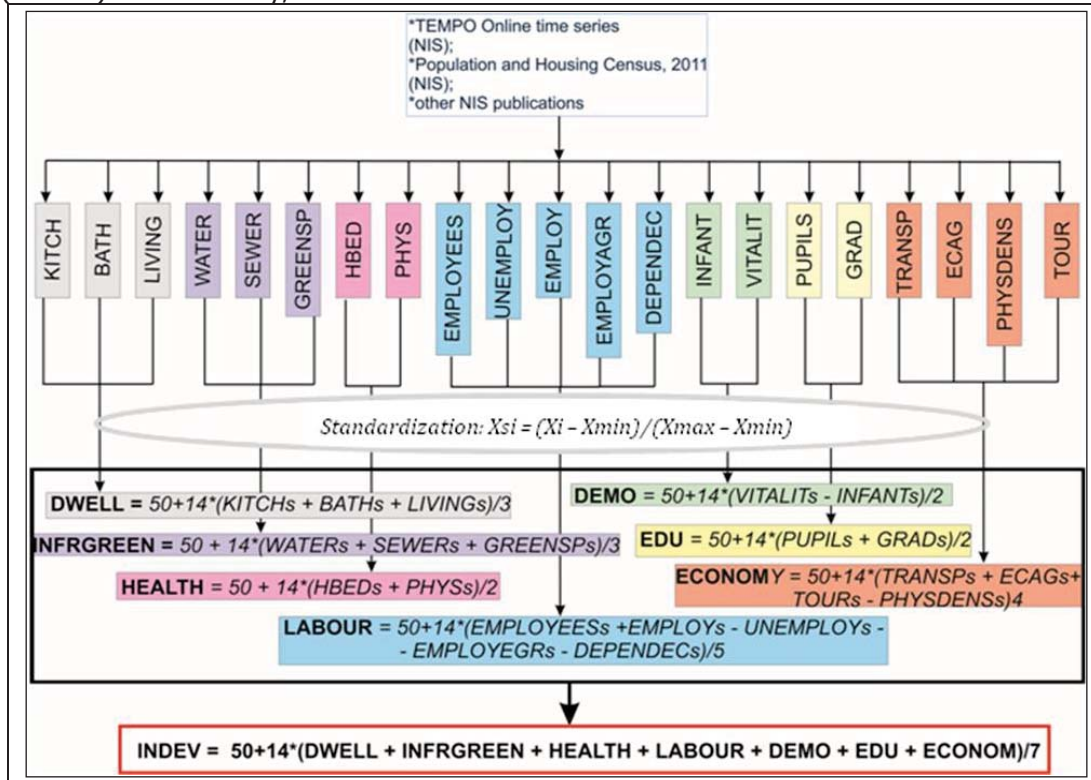 *TEMPO Online time series
(NIS);
*Population and Housing Census, 2011
(NIS);
*other NIS publications
KITCH
BATH
LIVING
WATER
SEWER
GREENSP
HBED
PHYS
EMPLOYEES
UNEMPLOY
EMPLOY
EMPLOYAGR
DEPENDEC
INFANT
VITALIT
PUPILS
GRAD
TRANSP
ECAG
PHYSDENS
TOUR
Standardization: Xsi = (Xi – Xmin)/(Xmax – Xmin)
DWELL = 50+14*(KITCHs + BATHs + LIVINGs)/3
DEMO = 50+14*(VITALITs - INFANTs)/2
INFRGREEN = 50 + 14*(WATERs + SEWERs + GREENSPs)/3
EDU = 50+14*(PUPILs + GRADs)/2
HEALTH = 50 + 14*(HBEDs + PHYSs)/2
ECONOMY = 50+14*(TRANSPs + ECAGs+
TOURs - PHYSDENSs)4
LABOUR = 50+14*(EMPLOYEESs +EMPLOYs - UNEMPLOYs -
- EMPLOYEGRs - DEPENDECs)/5
INDEV = 50+14*(DWELL + INFRGREEN + HEALTH + LABOUR + DEMO + EDU + ECONOM)/7